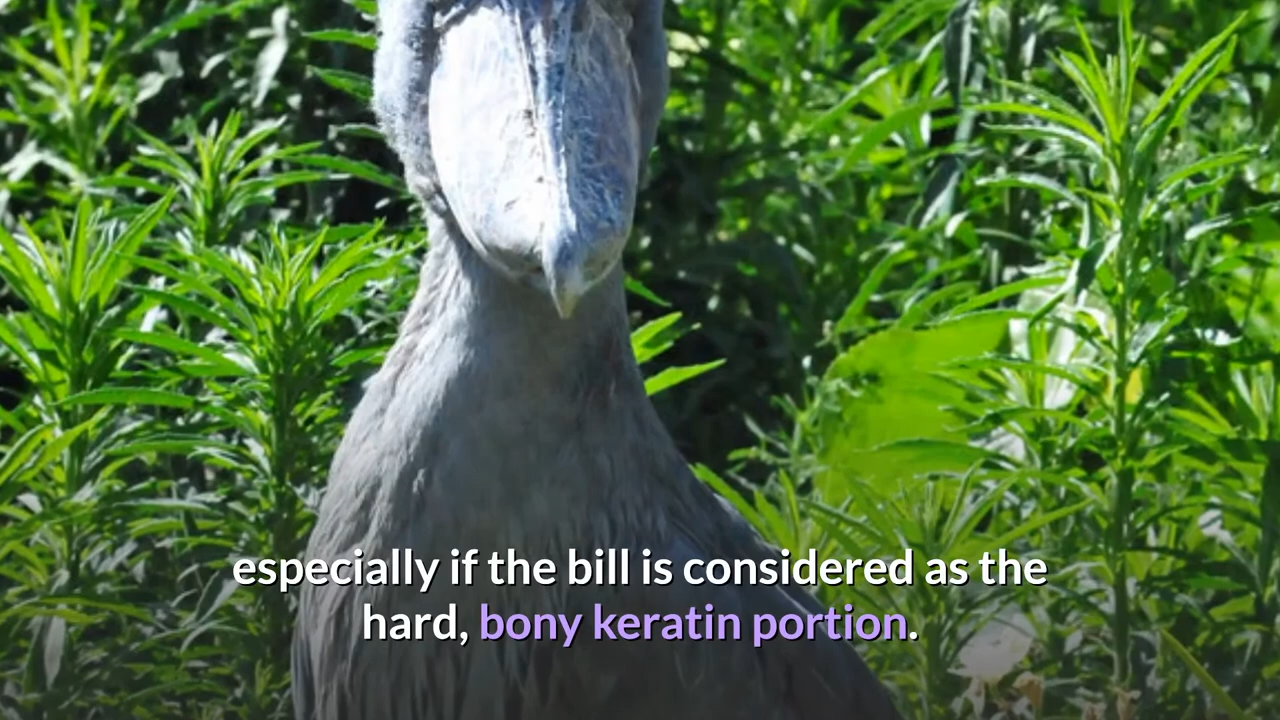 especially if the bill is considered as the
hard, bony keratin portion.